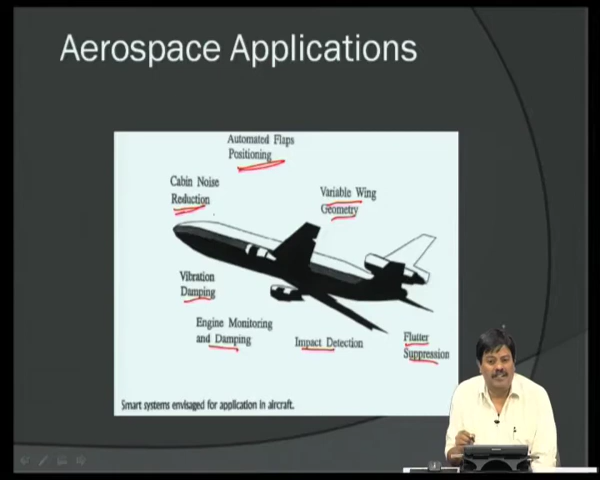 Aerospace Applications
Automated Flaps
Positioning
Cabin Noise
Reduction
Variable Wing
Geometry
Vibration
Damping
Engine Monitoring
and Damping
Impact Detection
Flutter
Suppression
Smart systems envisaged for application in aircraft.